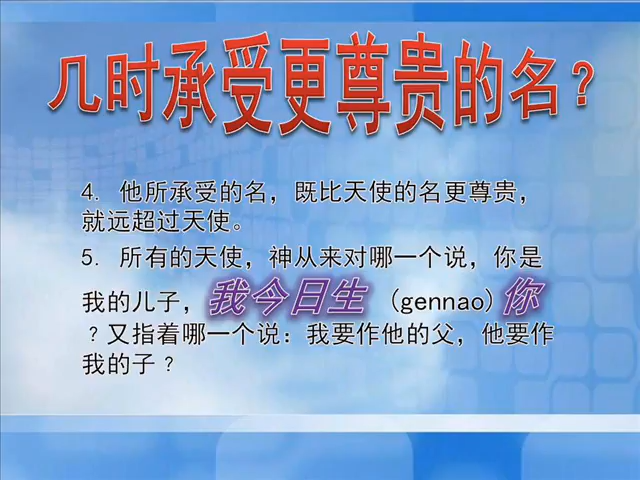 几时承受更尊贵的名？
4. 他所承受的名，既比天使的名更尊贵，
就远超过天使。
5. 所有的天使，神从来对哪一个说，你是
我的儿子，我今日生 (gennao) 你
？又指着哪一个说：我要作他的父，他要作
我的子？